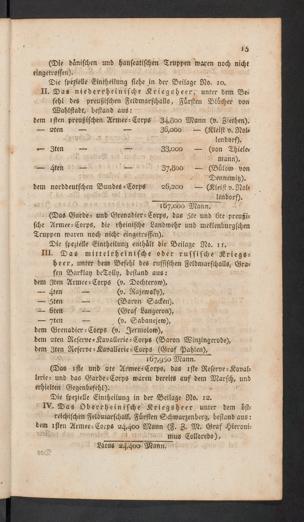 15
(Die dänischen und hanseatischen Truppen waren noch nicht
eingetroffen).
Die spezielle Eintheilung siehe in der Beilage No. 10.
II. Das niederrheinische Kriegsheer, unter dem Be-
fehl des preußischen Feldmarschalls, Fürsten Blücher von
Wahlstadt, bestand aus:
dem 1sten preußischen Armee-Corps 34,800 Mann (v. Ziethen).
— 2ten — 36,000 — (Kleist v. Nol-
lendorf).
— 3ten — 33,000 — (von Thiele-
mann).
— 4ten — 37,800 — (Bülow von
Dennewitz).
dem norddeutschen Bundes-Corps 26,200 — (Kleist v. Nol-
lendorf).
167,000 Mann.
(Das Garde- und Grenadier-Corps, das 5te und 6te preußi-
sche Armee-Corps, die rheinische Landwehr und meklenburgischen
Truppen waren noch nicht eingetroffen).
Die spezielle Eintheilung enthält die Beilage No. 11.
III. Das mittelrheinische oder russische Kriegs-
heer, unter dem Befehl des russischen Feldmarschalls, Gra-
fen Barklay deTolly, bestand aus:
dem 3ten Armee-Corps (v. Dochterow),
— 4ten — (v. Rajewsky),
— 5ten — (Baron Sacken),
— 6ten — (Graf Langeron),
— 7ten — (v. Sabanejew),
dem Grenadier-Corps (v. Jermolow),
dem 2ten Reserve-Kavallerie-Corps (Baron Winzingerode),
dem 3ten Reserve-Kavallerie-Corps (Graf Pahlen),
167,950 Mann.
(Das 1ste und 2te Armee-Corps, das 1ste Reserve-Kaval-
lerie- und das Garde-Corps waren bereits auf dem Marsch, und
erhielten Gegenbefehl).
Die spezielle Eintheilung in der Beilage No. 12.
IV. Das Oberrheinische Kriegsheer unter dem öst-
reichischen Feldmarschall, Fürsten Schwarzenberg, bestand aus:
dem 1sten Armee-Corps 24,400 Mann (F. Z. M. Graf Hieroni-
mus Colloredo),
Latus 24,400 Mann.